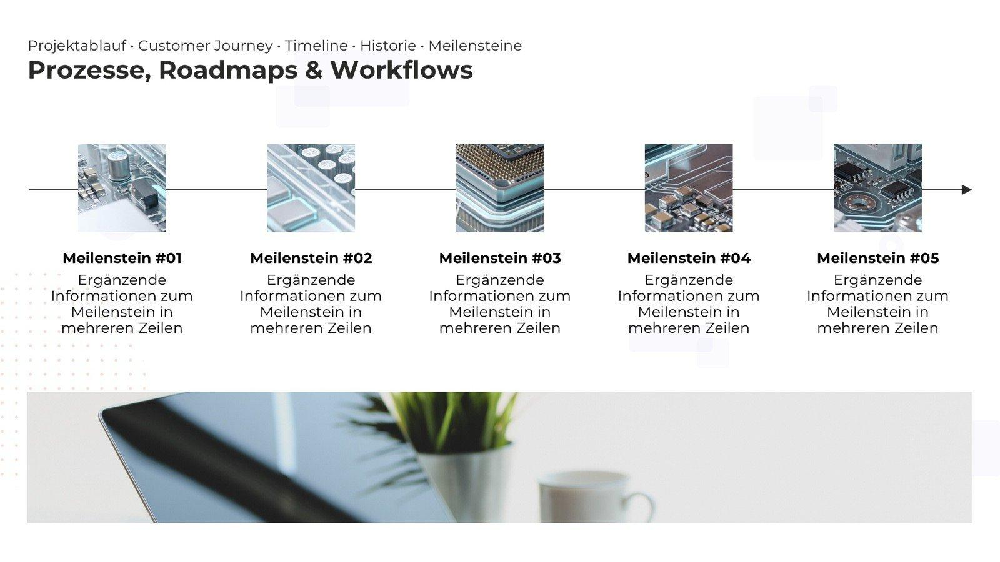 Projektablauf • Customer Journey • Timeline • Historie • Meilensteine
Prozesse, Roadmaps & Workflows
Meilenstein #01
Ergänzende
Informationen zum
Meilenstein in
mehreren Zeilen
Meilenstein #02
Ergänzende
Informationen zum
Meilenstein in
mehreren Zeilen
Meilenstein #03
Ergänzende
Informationen zum
Meilenstein in
mehreren Zeilen
Meilenstein #04
Ergänzende
Informationen zum
Meilenstein in
mehreren Zeilen
Meilenstein #05
Ergänzende
Informationen zum
Meilenstein in
mehreren Zeilen